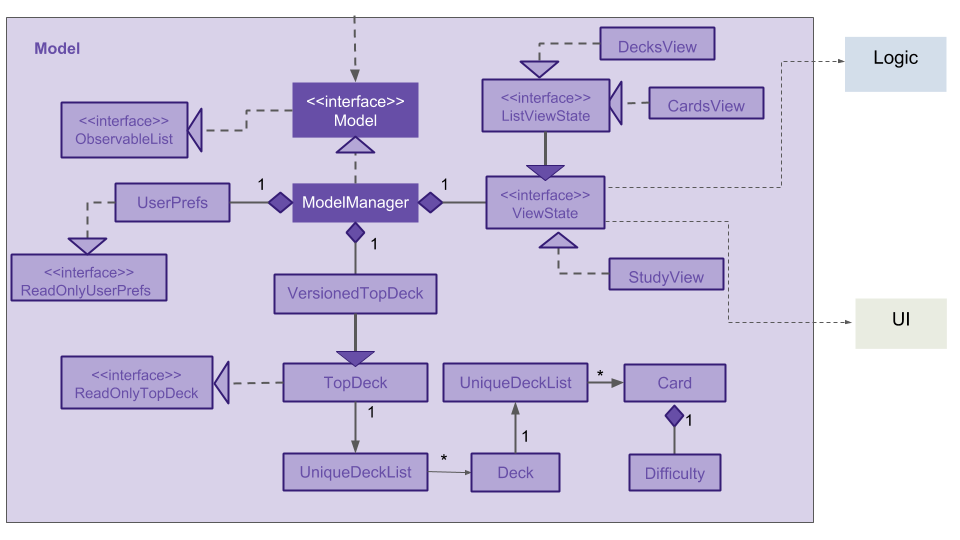 Model
DecksView
Logic
<<interface>>
Model
<<interface>>
ListViewState
CardsView
<<interface>>
ObservableList
1
1
UserPrefs
ModelManager
<<interface>>
ViewState
1
<<interface>>
ReadOnlyUserPrefs
StudyView
VersionedTopDeck
UI
<<interface>>
ReadOnlyTopDeck
TopDeck
UniqueDeckList
*
Card
1
1
1
*
UniqueDeckList
Deck
Difficulty